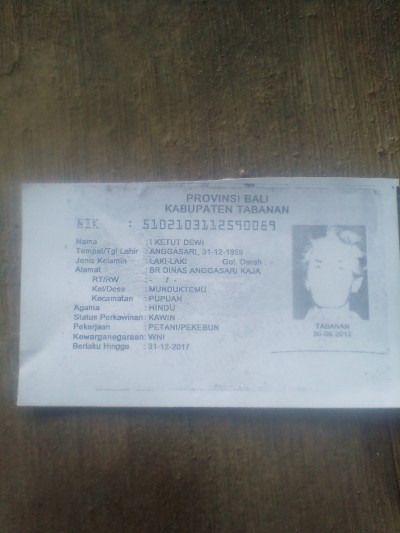 PROVINSI BALI
KABUPATEN TABANAN
NIK : 5102103112590069
Nama : I KETUT DEWI
Tempat/Tgl Lahir : ANGGASARI, 31-12-1959
Jenis Kelamin : LAKI-LAKI Gol. Darah
Alamat : BR DINAS ANGGASARI KAJA
RT/RW : - / -
Kel/Desa : MUNDUKTEMU
Kecamatan : PUPUAN
Agama : HINDU
Status Perkawinan: KAWIN
Pekerjaan : PETANI/PEKEBUN
Kewarganegaraan: WNI
Berlaku Hingga : 31-12-2017
TABANAN
30-06-2012